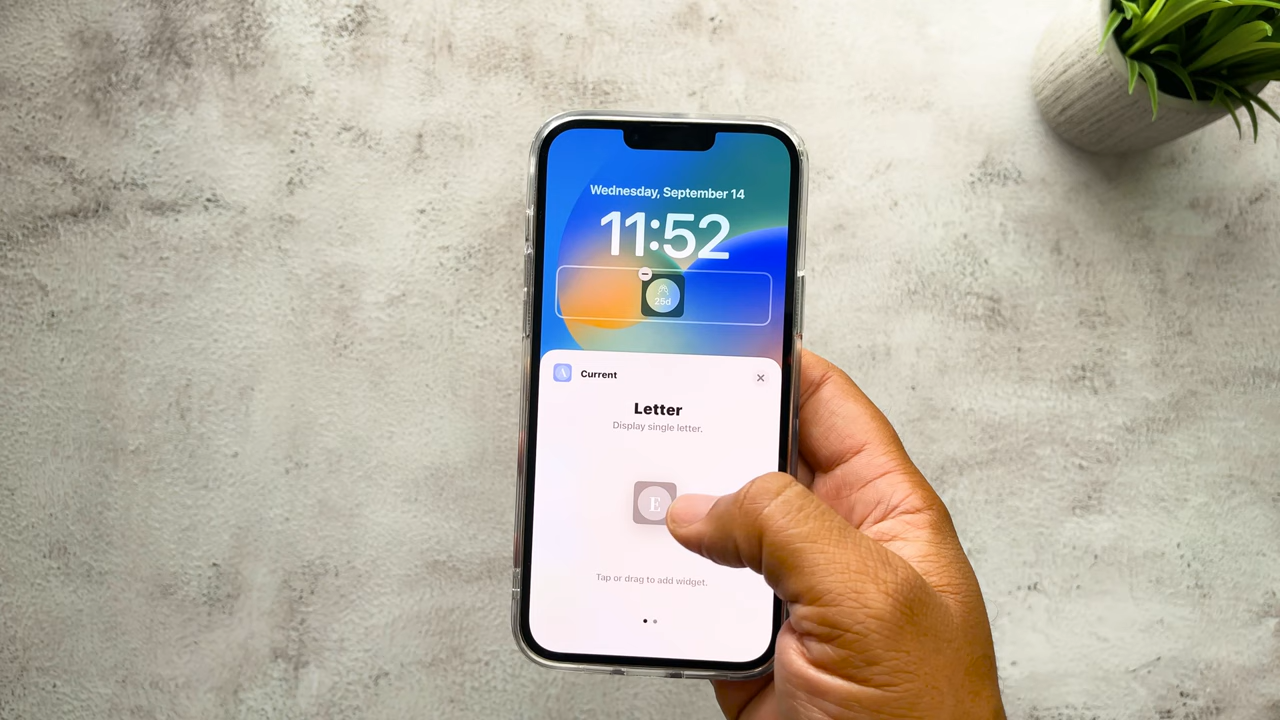 Wednesday, September 14
11:52
25d
Current
Letter
Display single letter.
E
Tap or drag to add widget.